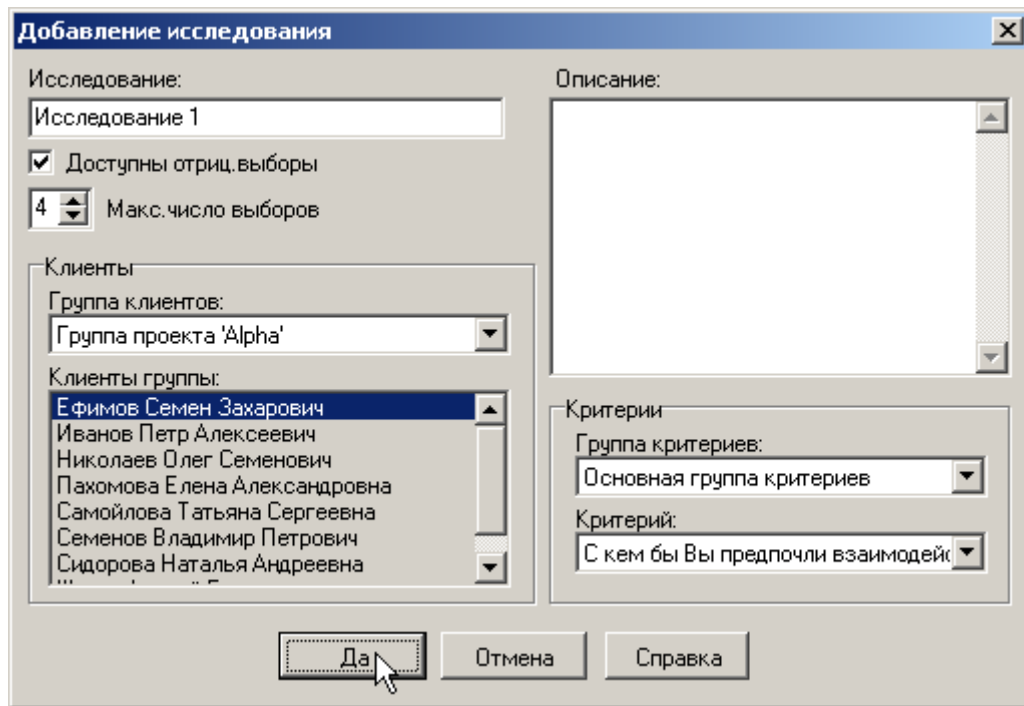 Добавление исследования
Исследование:
Исследование 1
Доступны отриц.выборы
4 Макс.число выборов
Клиенты
Группа клиентов:
Группа проекта 'Alpha'
Клиенты группы:
Ефимов Семен Захарович
Иванов Петр Алексеевич
Николаев Олег Семенович
Пахомова Елена Александровна
Самойлова Татьяна Сергеевна
Семенов Владимир Петрович
Сидорова Наталья Андреевна
Описание:
Критерии
Группа критериев:
Основная группа критериев
Критерий:
С кем бы Вы предпочли взаимодей
Да
Отмена
Справка